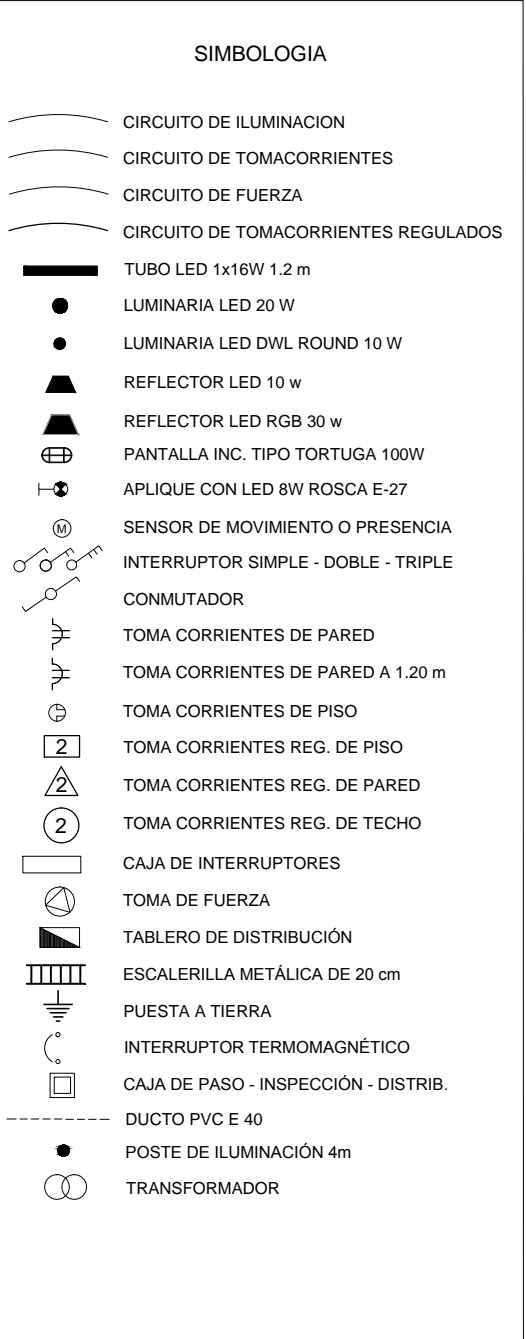 SIMBOLOGIA
CIRCUITO DE ILUMINACION
CIRCUITO DE TOMACORRIENTES
CIRCUITO DE FUERZA
CIRCUITO DE TOMACORRIENTES REGULADOS
TUBO LED 1x16W 1.2 m
LUMINARIA LED 20 W
LUMINARIA LED DWL ROUND 10 W
REFLECTOR LED 10 w
REFLECTOR LED RGB 30 w
PANTALLA INC. TIPO TORTUGA 100W
APLIQUE CON LED 8W ROSCA E-27
M SENSOR DE MOVIMIENTO O PRESENCIA
INTERRUPTOR SIMPLE - DOBLE - TRIPLE
CONMUTADOR
TOMA CORRIENTES DE PARED
TOMA CORRIENTES DE PARED A 1.20 m
TOMA CORRIENTES DE PISO
2 TOMA CORRIENTES REG. DE PISO
2 TOMA CORRIENTES REG. DE PARED
2 TOMA CORRIENTES REG. DE TECHO
CAJA DE INTERRUPTORES
TOMA DE FUERZA
TABLERO DE DISTRIBUCIÓN
ESCALERILLA METÁLICA DE 20 cm
PUESTA A TIERRA
INTERRUPTOR TERMOMAGNÉTICO
CAJA DE PASO - INSPECCIÓN - DISTRIB.
DUCTO PVC E 40
POSTE DE ILUMINACIÓN 4m
TRANSFORMADOR